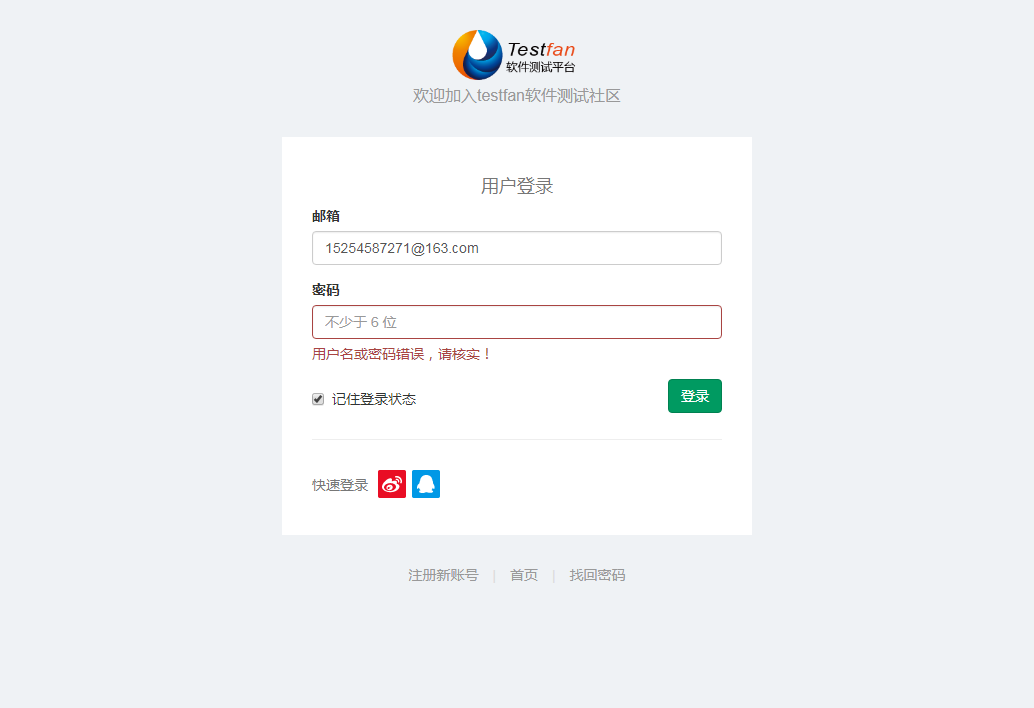 Testfan
软件测试平台
欢迎加入testfan软件测试社区
用户登录
邮箱
15254587271@163.com
密码
不少于 6 位
用户名或密码错误，请核实！
记住登录状态 登录
快速登录
注册新账号 | 首页 | 找回密码